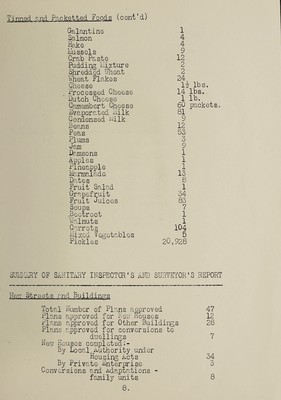 Tinned and Packetted Foods (cont'd)
Galantine 1
Salmon 4
Hake 4
Rissols 9
Crab Paste 12
Pudding Mixture 2
Shredded Wheat 2
Wheat Flakes 24
Cheese 1½ lbs.
Processed Cheese 14 lbs.
Dutch Cheese 1 lb.
Camembert Cheese 60 packets.
Evaporated Milk 81
Condensed Milk 9
Beans 12
Peas 53
Plums 3
Jam 9
Damsons 1
Apples 1
Pineapple 1
Marmalade 13
Dates 8
Fruit Salad 1
Grapefruit 34
Fruit Juices 83
Soups 7
Beetroot 1
Walnuts 1
Carrots 104
Mixed Vegetables 6
Pickles 20,928
SUMMARY OF SANITARY INSPECTOR'S AND SURVEYOR'S REPORT
New Streets and Buildings
Total Number of Plans approved 47
Plans approved for New Houses 12
Plans approved for Other Buildings 28
Plans approved for conversions to
dwellings 7
New Houses completed:-
By Local Authority under
Housing Acts 34
By Private Enterprise 3
Conversions and Adaptations -
family units 8
8.